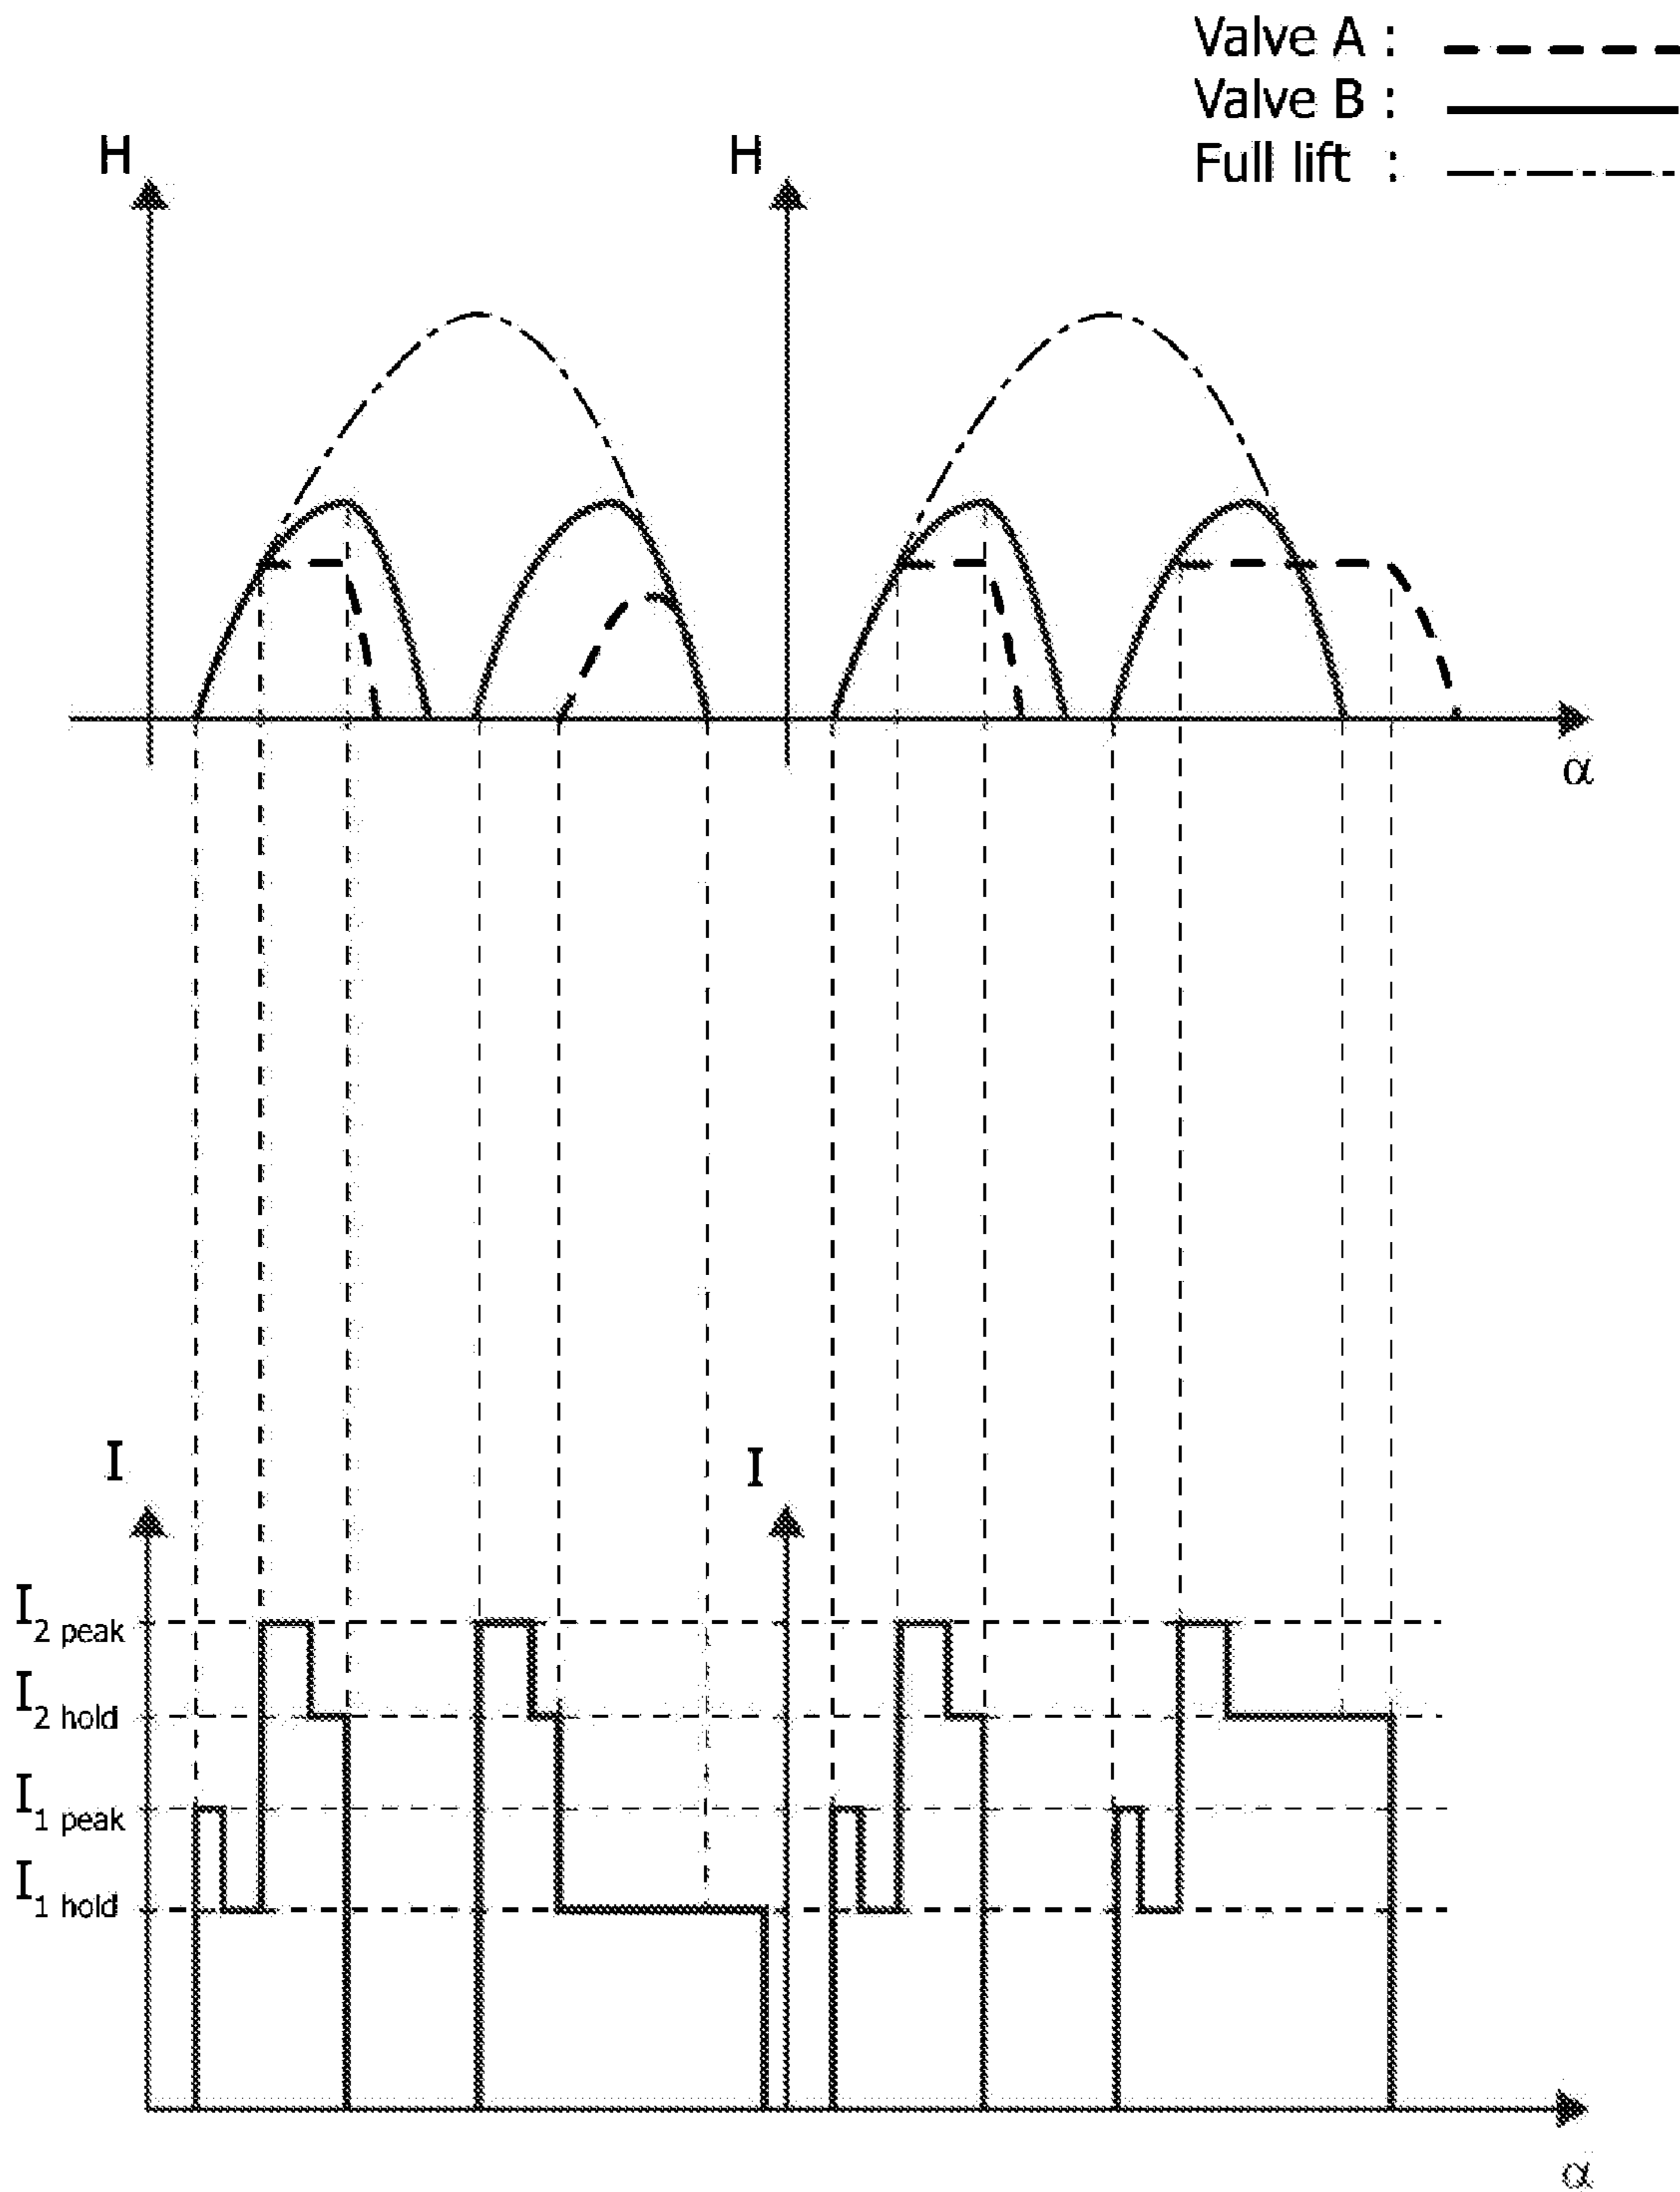 Valve A :
Valve B :
Full lift :
H
H
α
I
I
I2 peak
I2 hold
I1 peak
I1 hold
α